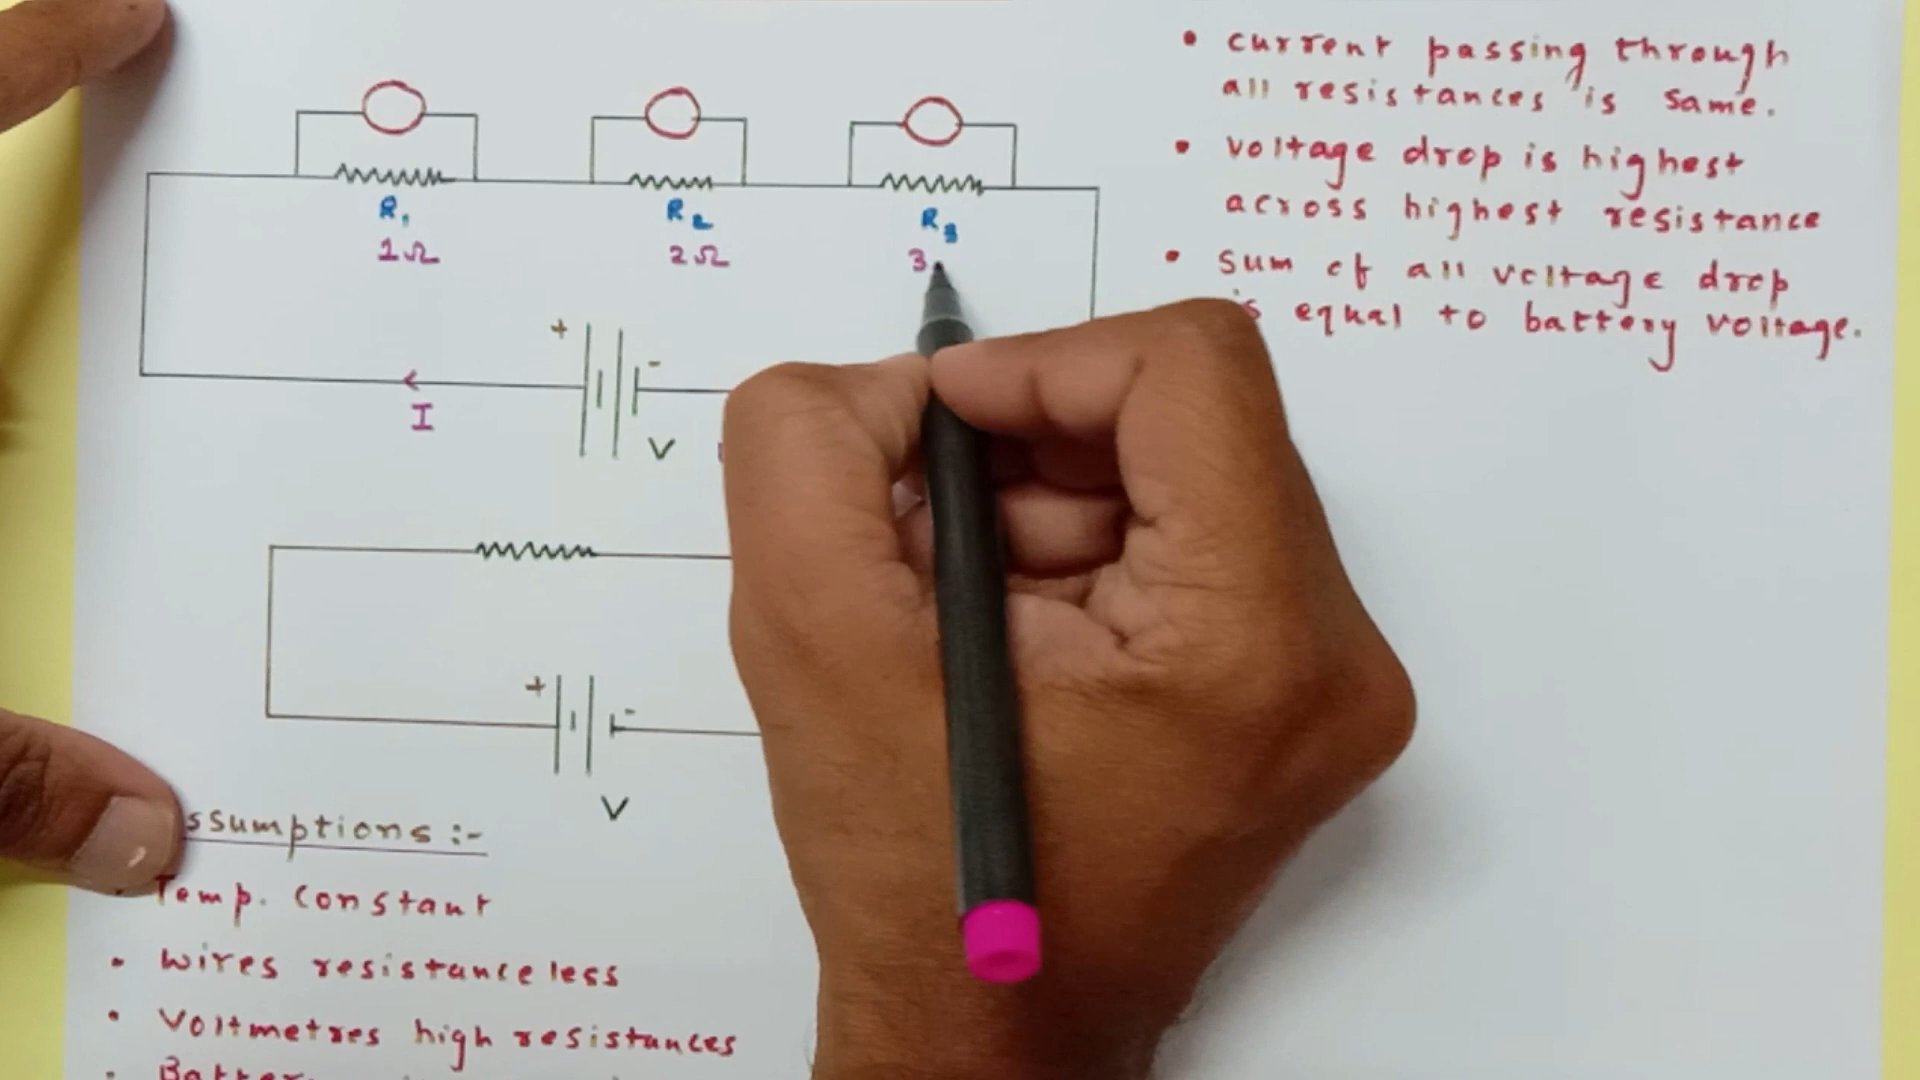 R₁
1Ω
R₂
2Ω
R₃
3
+
-
V
I
+
-
V
ssumptions :-
• Temp. constant
• wires resistanceless
• Voltmetres high resistances
• current passing through
all resistances is same.
• voltage drop is highest
across highest resistance
• sum of all voltage drop
is equal to battery voltage.